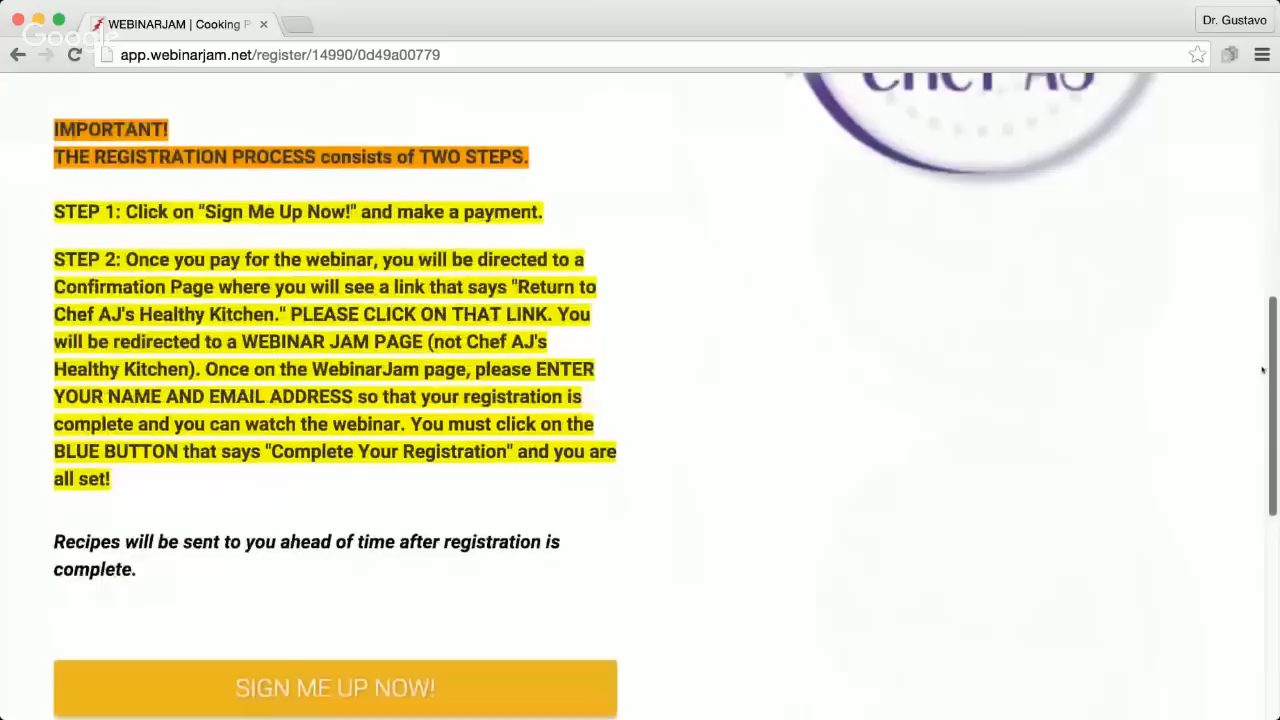 WEBINARJAM | Cooking P
Dr. Gustavo
Google
app.webinarjam.net/register/14990/0d49a00779
CHEF AJ
IMPORTANT!
THE REGISTRATION PROCESS consists of TWO STEPS.
STEP 1: Click on "Sign Me Up Now!" and make a payment.
STEP 2: Once you pay for the webinar, you will be directed to a
Confirmation Page where you will see a link that says "Return to
Chef AJ's Healthy Kitchen." PLEASE CLICK ON THAT LINK. You
will be redirected to a WEBINAR JAM PAGE (not Chef AJ's
Healthy Kitchen). Once on the WebinarJam page, please ENTER
YOUR NAME AND EMAIL ADDRESS so that your registration is
complete and you can watch the webinar. You must click on the
BLUE BUTTON that says "Complete Your Registration" and you are
all set!
Recipes will be sent to you ahead of time after registration is
complete.
SIGN ME UP NOW!